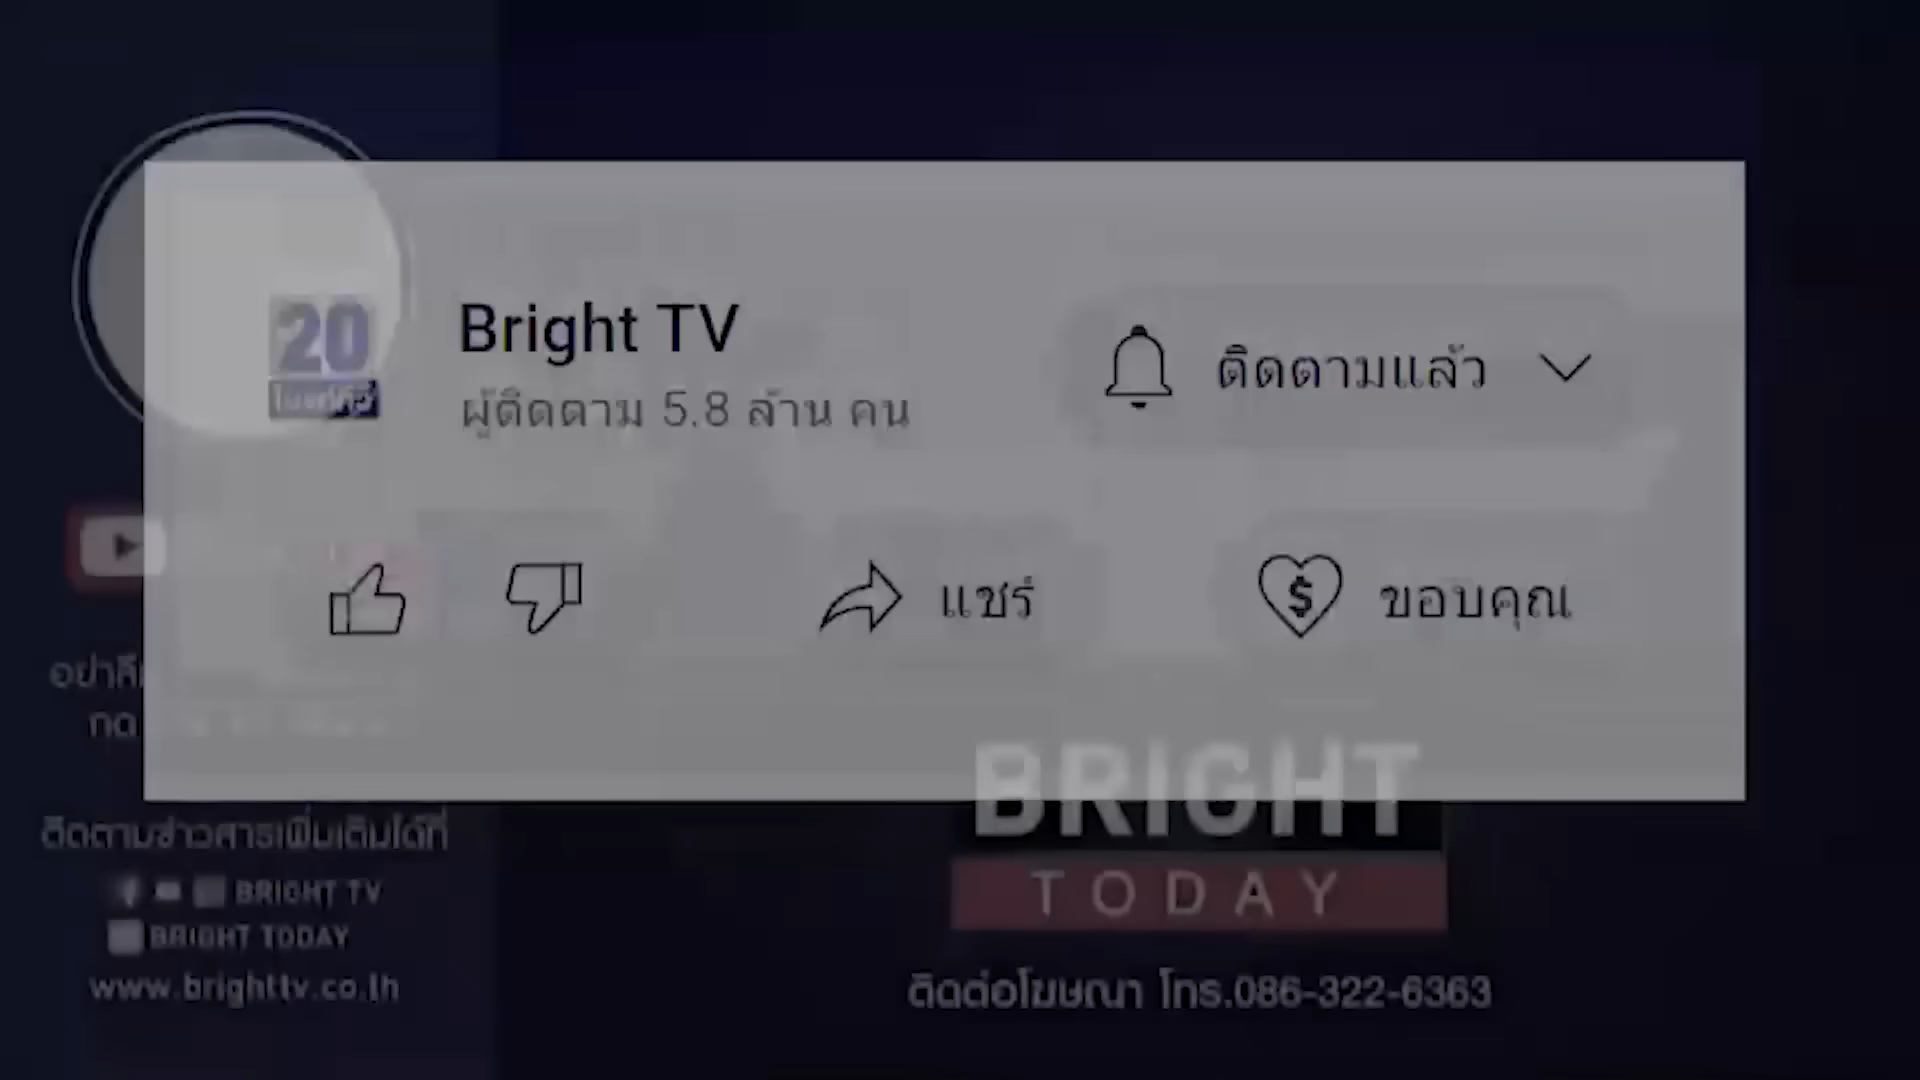 20
Bright TV
ผู้ติดตาม 5.8 ล้าน คน
ติดตามแล้ว
แชร์
$
ขอบคุณ
กด
ติดตามข่าวสารเพิ่มเติมได้ที่
BRIGHT TV
BRIGHT TODAY
www.brighttv.co.th
BRIGHT
TODAY
ติดต่อโฆษณา โทร.086-322-6363